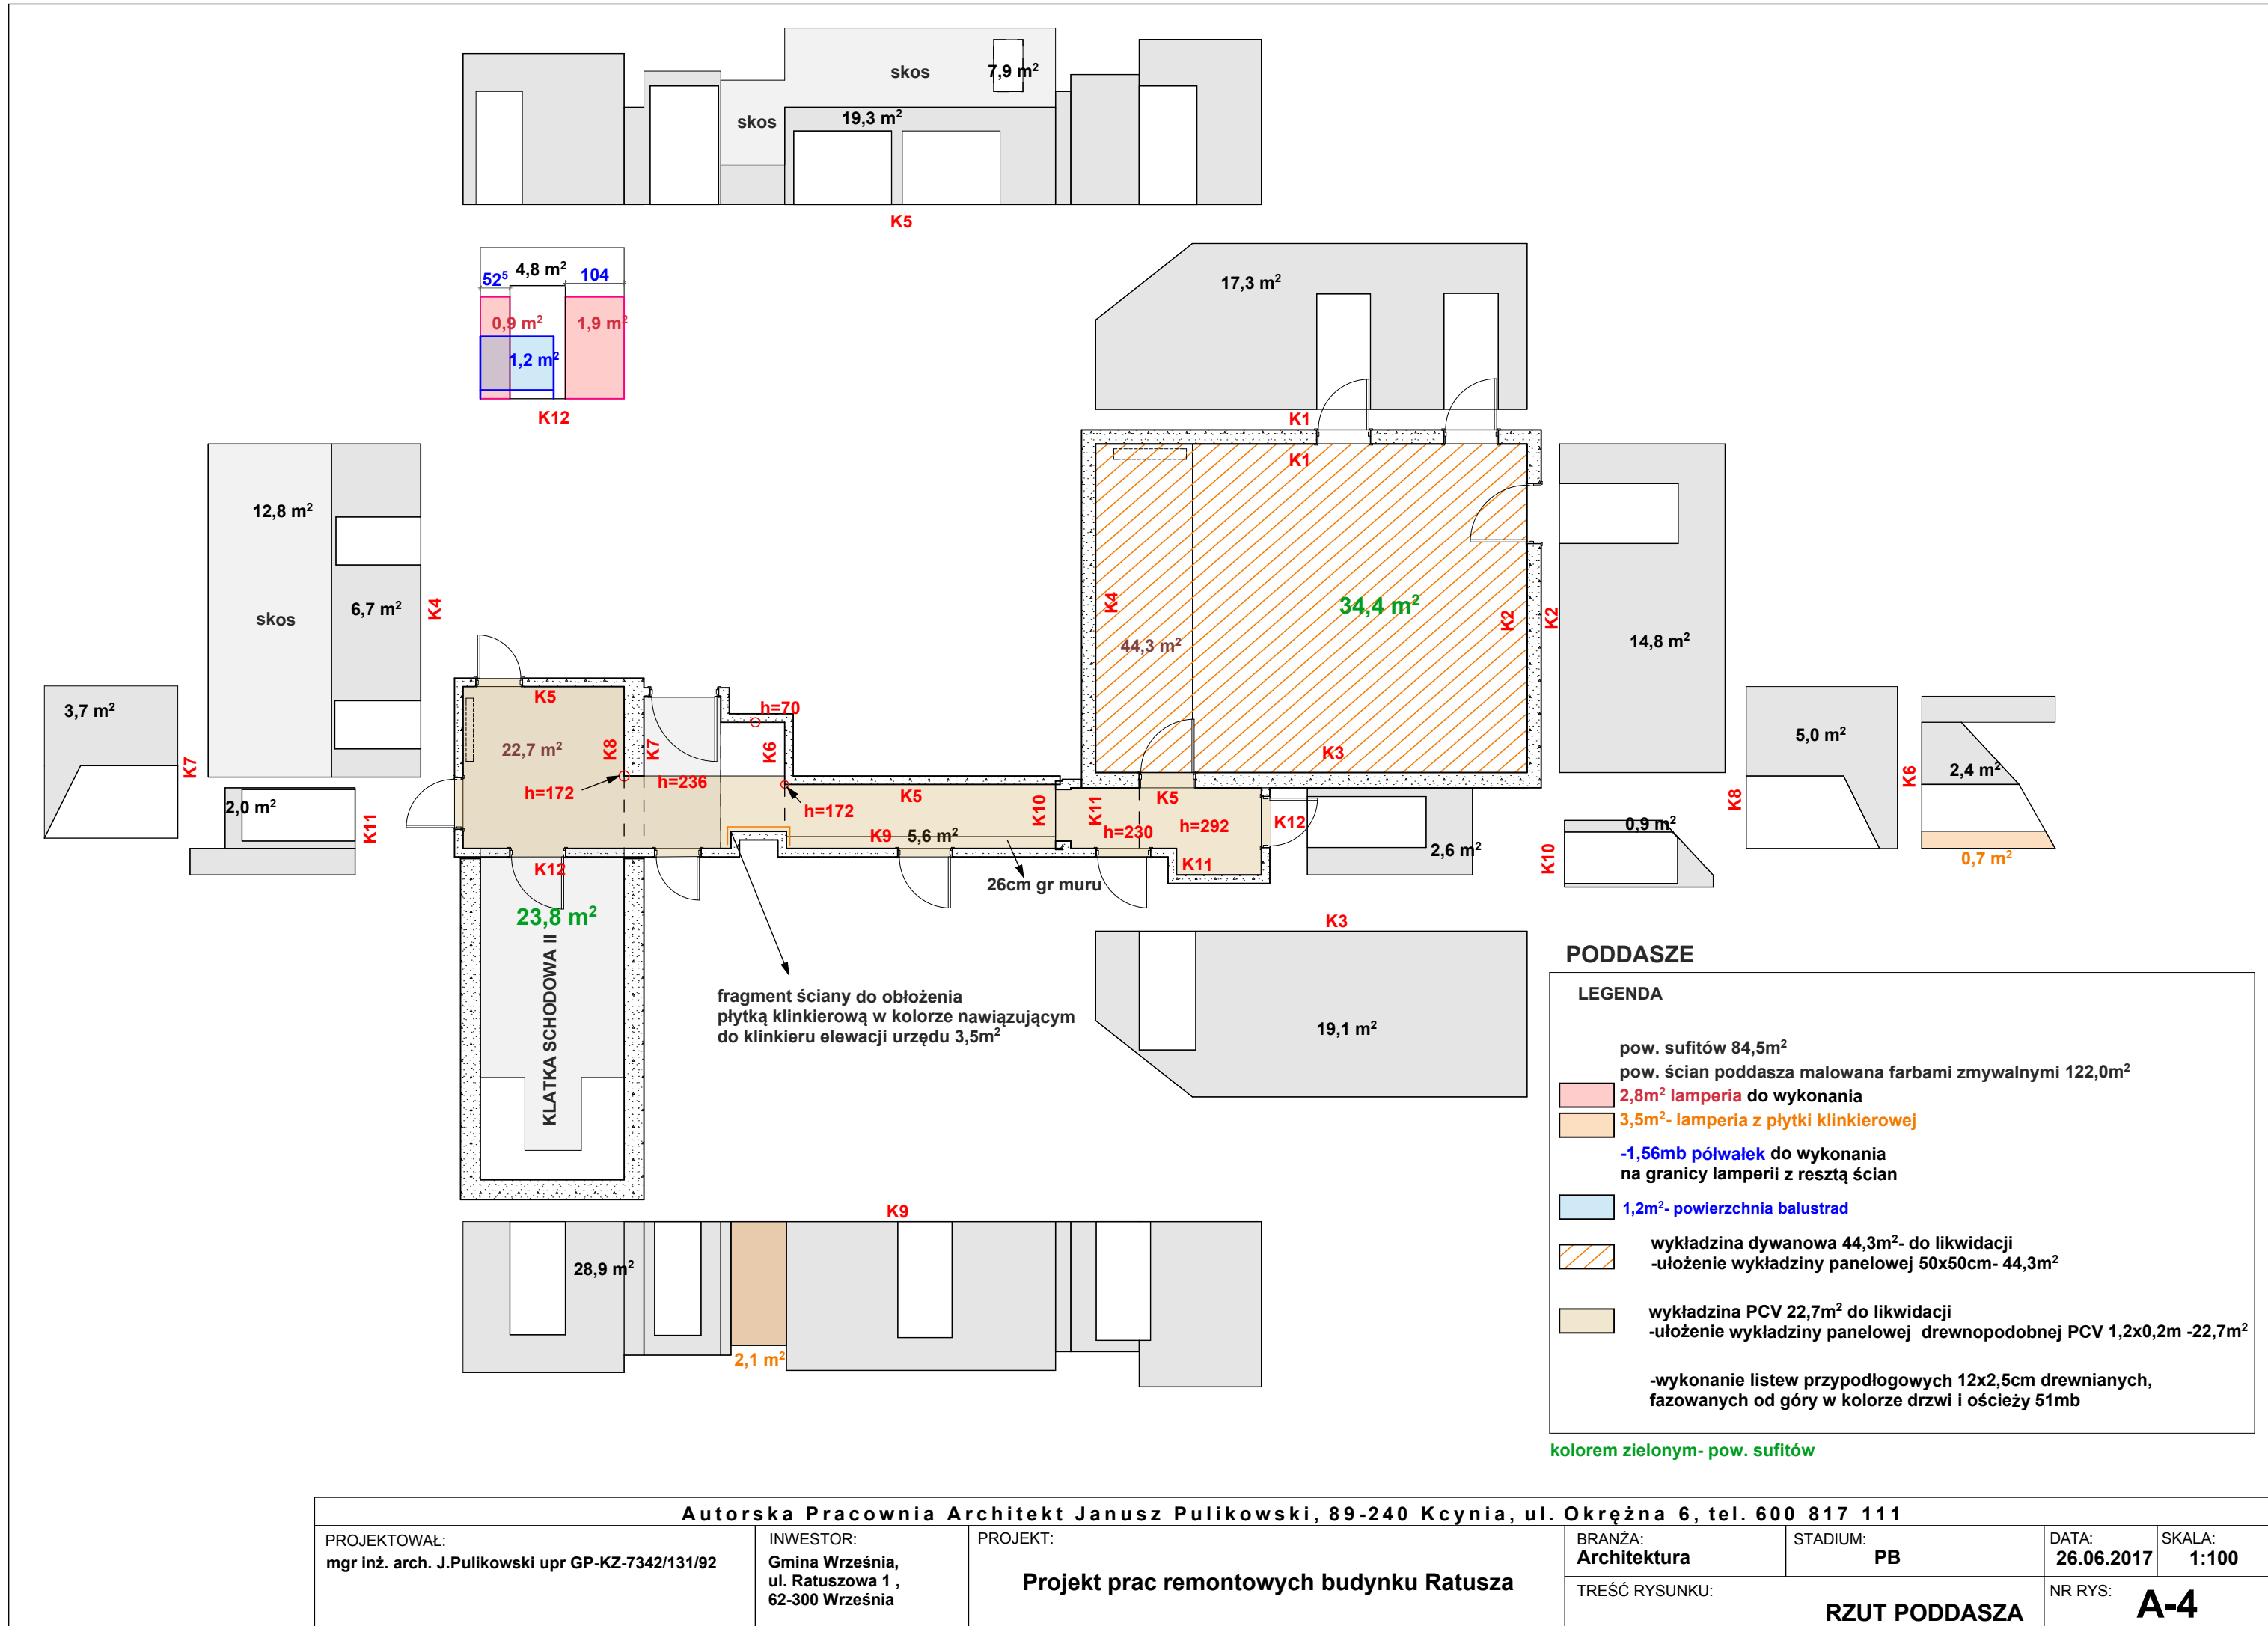 skos
7,9 m²
skos
19,3 m²
K5
52⁵
4,8 m²
104
0,9 m²
1,9 m²
1,2 m²
K12
17,3 m²
K1
K1
12,8 m²
skos
6,7 m²
K4
K4
44,3 m²
34,4 m²
K2
K2
14,8 m²
K3
3,7 m²
K7
2,0 m²
K11
K5
22,7 m²
K8
K7
h=70
K6
h=172
h=236
h=172
K5
K9
5,6 m²
K10
K11
K5
h=230
h=292
K11
K12
2,6 m²
26cm gr muru
K12
23,8 m²
KLATKA SCHODOWA II
5,0 m²
K8
K6
2,4 m²
0,7 m²
0,9 m²
K10
fragment ściany do obłożenia
płytką klinkierową w kolorze nawiązującym
do klinkieru elewacji urzędu 3,5m²
K3
19,1 m²
K9
28,9 m²
2,1 m²
PODDASZE
LEGENDA
pow. sufitów 84,5m²
pow. ścian poddasza malowana farbami zmywalnymi 122,0m²
2,8m² lamperia do wykonania
3,5m²- lamperia z płytki klinkierowej
-1,56mb półwałek do wykonania
na granicy lamperii z resztą ścian
1,2m²- powierzchnia balustrad
wykładzina dywanowa 44,3m²- do likwidacji
-ułożenie wykładziny panelowej 50x50cm- 44,3m²
wykładzina PCV 22,7m² do likwidacji
-ułożenie wykładziny panelowej drewnopodobnej PCV 1,2x0,2m -22,7m²
-wykonanie listew przypodłogowych 12x2,5cm drewnianych,
fazowanych od góry w kolorze drzwi i ościeży 51mb
kolorem zielonym- pow. sufitów
Autorska Pracownia Architekt Janusz Pulikowski, 89-240 Kcynia, ul. Okrężna 6, tel. 600 817 111
PROJEKTOWAŁ:
mgr inż. arch. J.Pulikowski upr GP-KZ-7342/131/92
INWESTOR:
Gmina Września,
ul. Ratuszowa 1 ,
62-300 Września
PROJEKT:
Projekt prac remontowych budynku Ratusza
BRANŻA:
Architektura
STADIUM:
PB
DATA:
26.06.2017
SKALA:
1:100
TREŚĆ RYSUNKU:
RZUT PODDASZA
NR RYS:
A-4